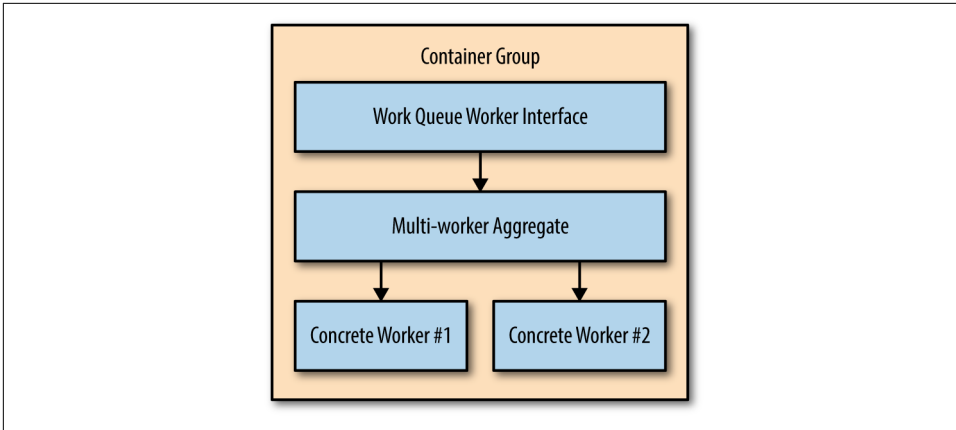 Container Group
Work Queue Worker Interface
Multi-worker Aggregate
Concrete Worker #1
Concrete Worker #2